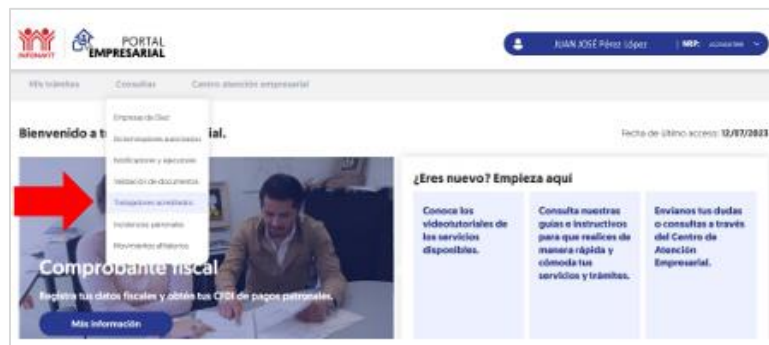 INFONAVIT
PORTAL
EMPRESARIAL
JUAN JOSÉ Pérez López | NRP:
Mis trámites Consultas Centro atención empresarial
Empresas de Diez
Dictaminadores autorizados
Notificaciones y ejecuciones
Validación de documentos
Trabajadores acreditados
Incidencias patronales
Movimientos afiliatorios
Bienvenido a t ial.
Fecha de último acceso: 12/07/2023
Comprobante fiscal
Registra tus datos fiscales y obtén tus CFDI de pagos patronales.
Más información
¿Eres nuevo? Empieza aquí
Conoce los
videotutoriales de
los servicios
disponibles.
Consulta nuestras
guías e instructivos
para que realices de
manera rápida y
cómoda tus
servicios y trámites.
Envíanos tus dudas
o consultas a través
del Centro de
Atención
Empresarial.